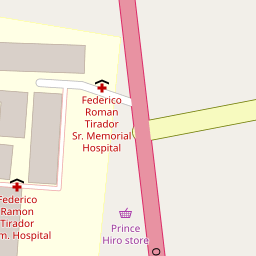 Federico
Roman
Tirador
Sr. Memorial
Hospital
Federico
Ramon
Tirador
m. Hospital
Prince
Hiro store